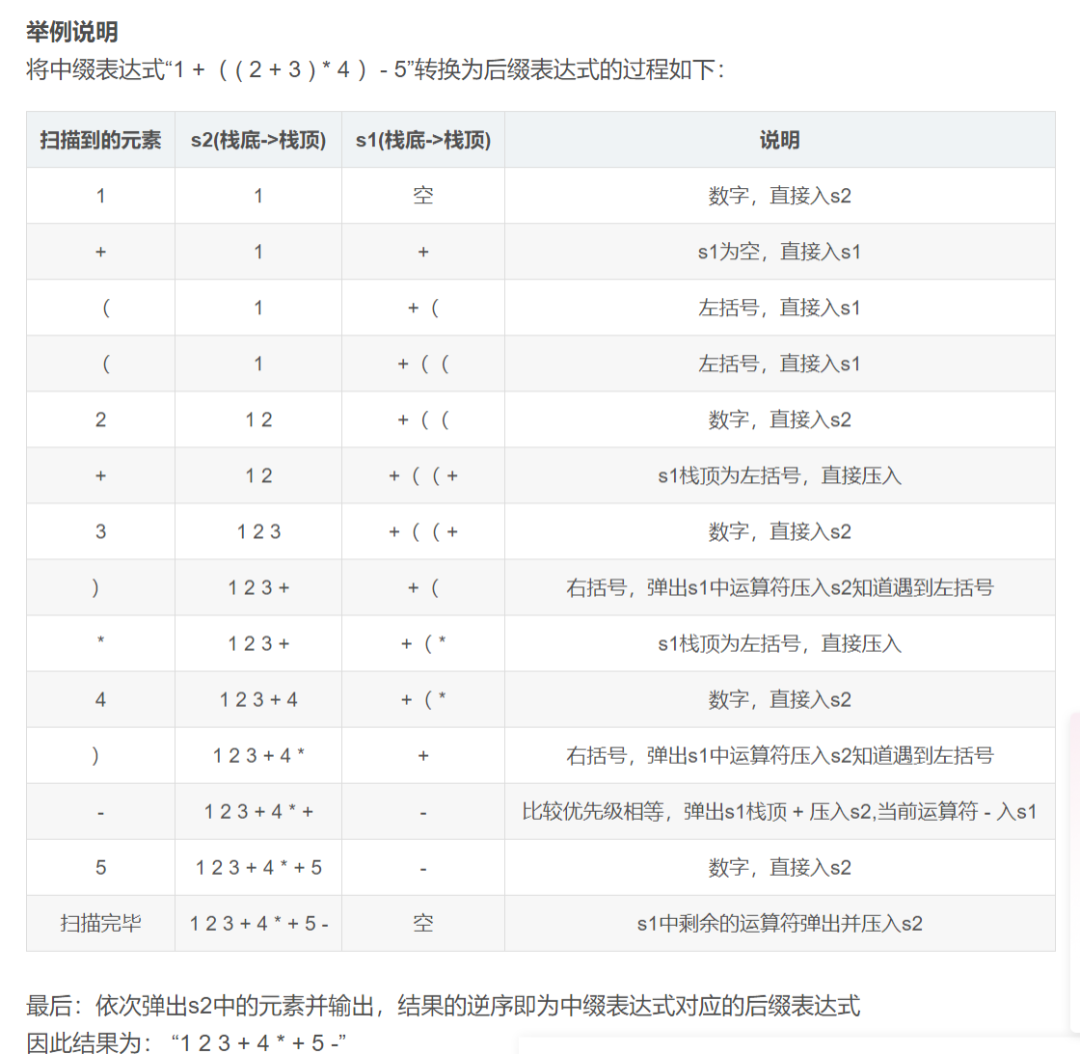 举例说明
将中缀表达式“1 +（ ( 2 + 3 ) * 4 ）- 5”转换为后缀表达式的过程如下：
扫描到的元素 s2(栈底->栈顶) s1(栈底->栈顶) 说明
1 1 空 数字，直接入s2
+ 1 + s1为空，直接入s1
（ 1 +（ 左括号，直接入s1
（ 1 +（（ 左括号，直接入s1
2 1 2 +（（ 数字，直接入s2
+ 1 2 +（（+ s1栈顶为左括号，直接压入
3 1 2 3 +（（+ 数字，直接入s2
） 1 2 3 + +（ 右括号，弹出s1中运算符压入s2知道遇到左括号
* 1 2 3 + +（* s1栈顶为左括号，直接压入
4 1 2 3 + 4 +（* 数字，直接入s2
） 1 2 3 + 4 * + 右括号，弹出s1中运算符压入s2知道遇到左括号
- 1 2 3 + 4 * + - 比较优先级相等，弹出s1栈顶 + 压入s2,当前运算符 - 入s1
5 1 2 3 + 4 * + 5 - 数字，直接入s2
扫描完毕 1 2 3 + 4 * + 5 - 空 s1中剩余的运算符弹出并压入s2
最后：依次弹出s2中的元素并输出，结果的逆序即为中缀表达式对应的后缀表达式
因此结果为： “1 2 3 + 4 * + 5 -”